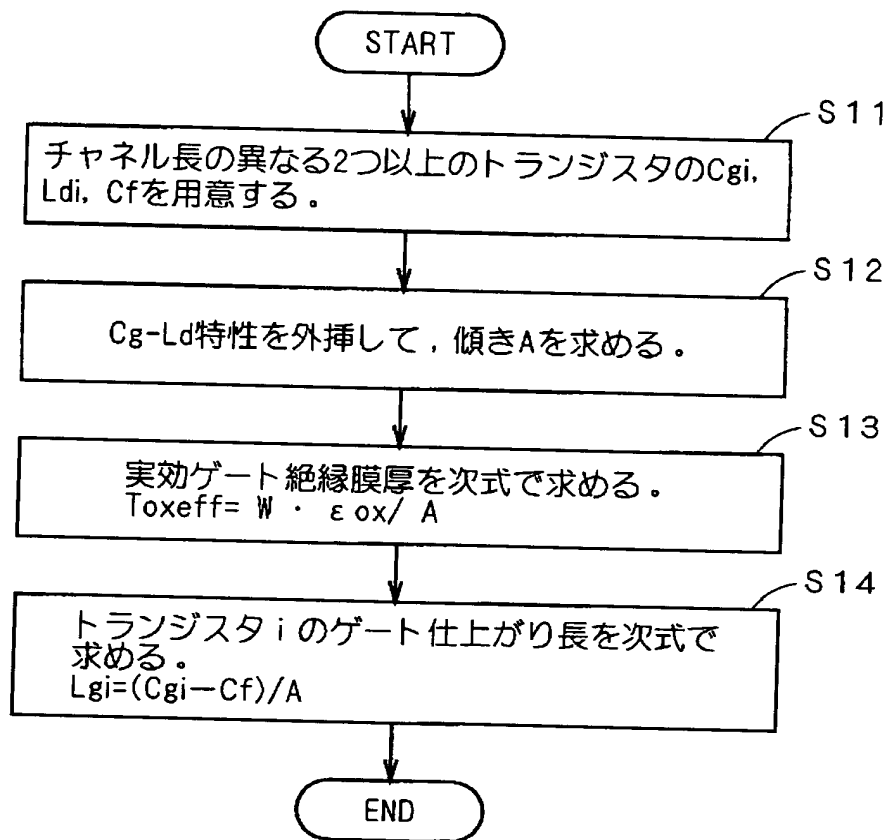 START
S11
チャネル長の異なる2つ以上のトランジスタのCgi,
Ldi, Cfを用意する。
S12
Cg-Ld特性を外挿して，傾きAを求める。
S13
実効ゲート絶縁膜厚を次式で求める。
Toxeff= W · εox/ A
S14
トランジスタiのゲート仕上がり長を次式で
求める。
Lgi=(Cgi−Cf)/A
END